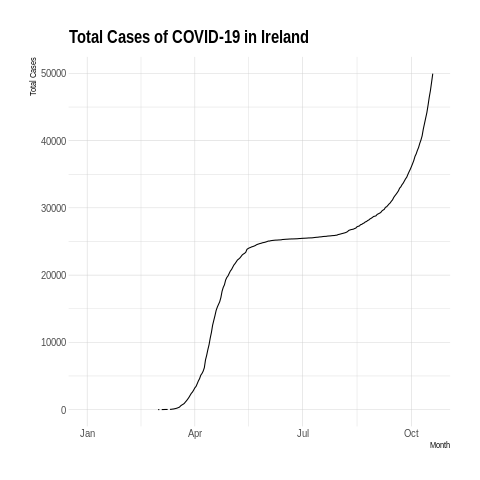 Total Cases of COVID-19 in Ireland
Total Cases
50000
40000
30000
20000
10000
0
Jan Apr Jul Oct
Month